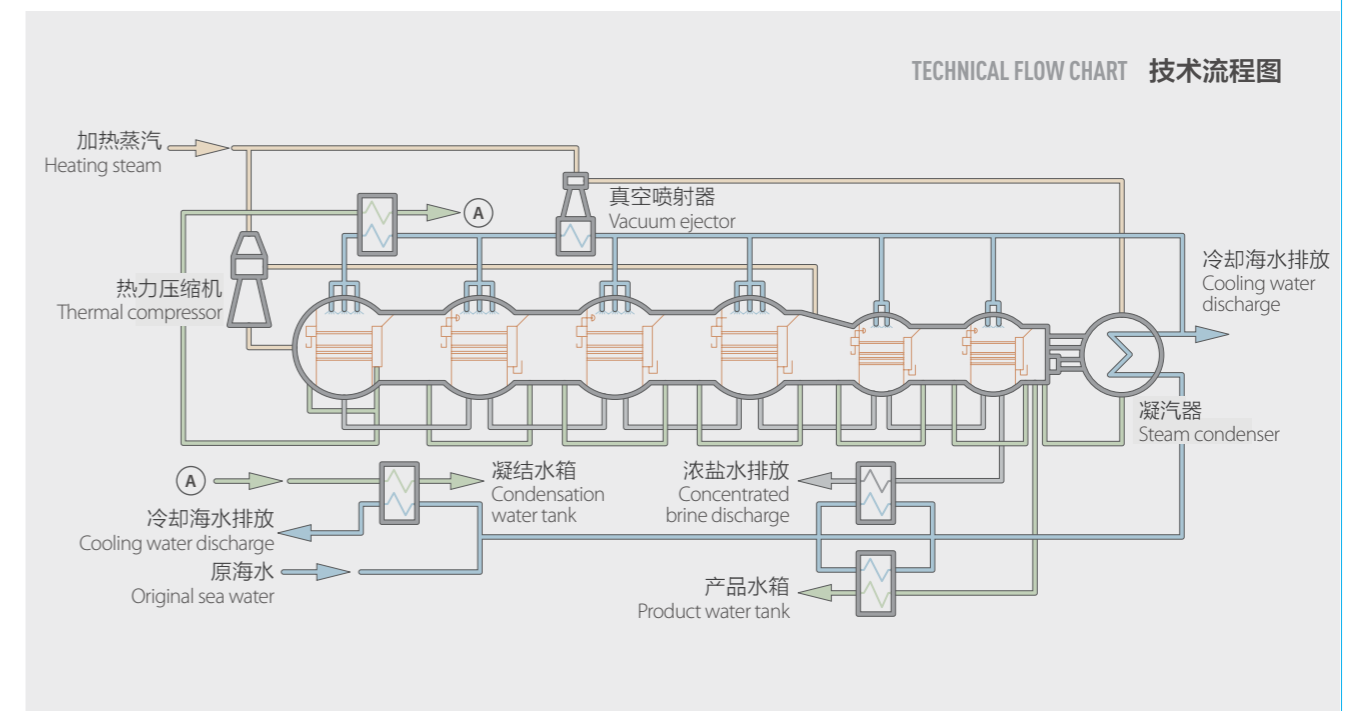 TECHNICAL FLOW CHART 技术流程图
加热蒸汽
Heating steam
真空喷射器
Vacuum ejector
A
冷却海水排放
Cooling water
discharge
热力压缩机
Thermal compressor
凝汽器
Steam condenser
A
凝结水箱
Condensation
water tank
浓盐水排放
Concentrated
brine discharge
冷却海水排放
Cooling water discharge
原海水
Original sea water
产品水箱
Product water tank